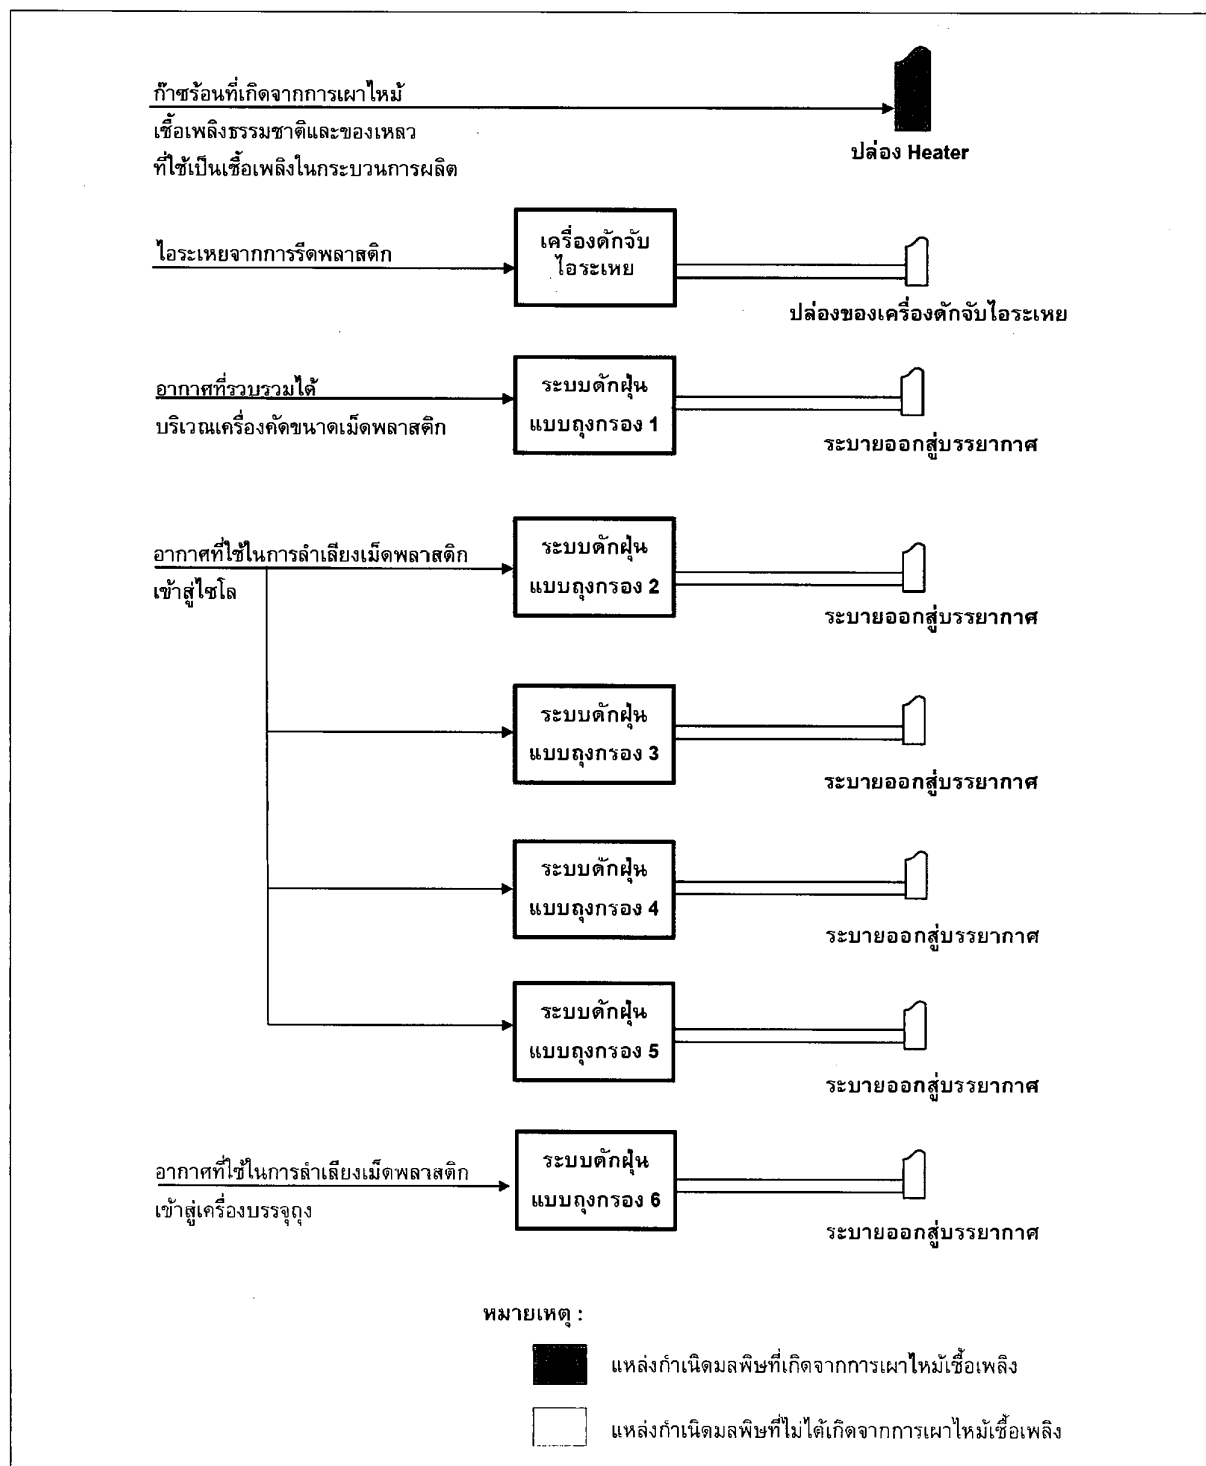 ก๊าซร้อนที่เกิดจากการเผาไหม้
เชื้อเพลิงธรรมชาติและของเหลว
ที่ใช้เป็นเชื้อเพลิงในกระบวนการผลิต
ปล่อง Heater
ไอระเหยจากการรีดพลาสติก
เครื่องดักจับ
ไอระเหย
ปล่องของเครื่องดักจับไอระเหย
อากาศที่รวบรวมได้
บริเวณเครื่องคัดขนาดเม็ดพลาสติก
ระบบดักฝุ่น
แบบถุงกรอง 1
ระบายออกสู่บรรยากาศ
อากาศที่ใช้ในการลำเลียงเม็ดพลาสติก
เข้าสู่ไซโล
ระบบดักฝุ่น
แบบถุงกรอง 2
ระบายออกสู่บรรยากาศ
ระบบดักฝุ่น
แบบถุงกรอง 3
ระบายออกสู่บรรยากาศ
ระบบดักฝุ่น
แบบถุงกรอง 4
ระบายออกสู่บรรยากาศ
ระบบดักฝุ่น
แบบถุงกรอง 5
ระบายออกสู่บรรยากาศ
อากาศที่ใช้ในการลำเลียงเม็ดพลาสติก
เข้าสู่เครื่องบรรจุถุง
ระบบดักฝุ่น
แบบถุงกรอง 6
ระบายออกสู่บรรยากาศ
หมายเหตุ :
แหล่งกำเนิดมลพิษที่เกิดจากการเผาไหม้เชื้อเพลิง
แหล่งกำเนิดมลพิษที่ไม่ได้เกิดจากการเผาไหม้เชื้อเพลิง